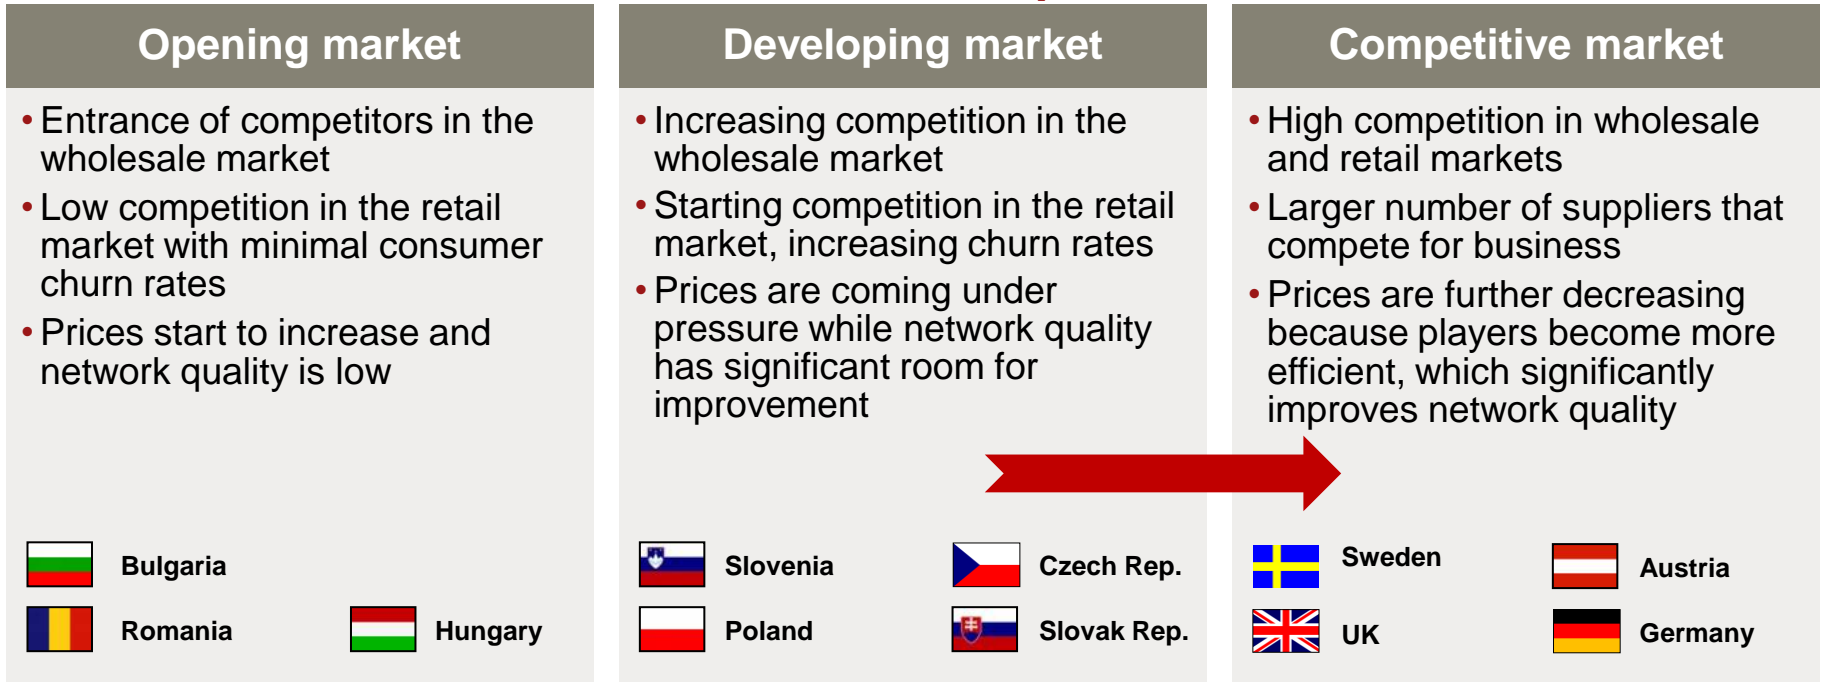 Opening market
• Entrance of competitors in the
wholesale market
• Low competition in the retail
market with minimal consumer
churn rates
• Prices start to increase and
network quality is low
Bulgaria
Romania
Hungary
Developing market
• Increasing competition in the
wholesale market
• Starting competition in the retail
market, increasing churn rates
• Prices are coming under
pressure while network quality
has significant room for
improvement
Slovenia
Czech Rep.
Poland
Slovak Rep.
Competitive market
• High competition in wholesale
and retail markets
• Larger number of suppliers that
compete for business
• Prices are further decreasing
because players become more
efficient, which significantly
improves network quality
Sweden
Austria
UK
Germany